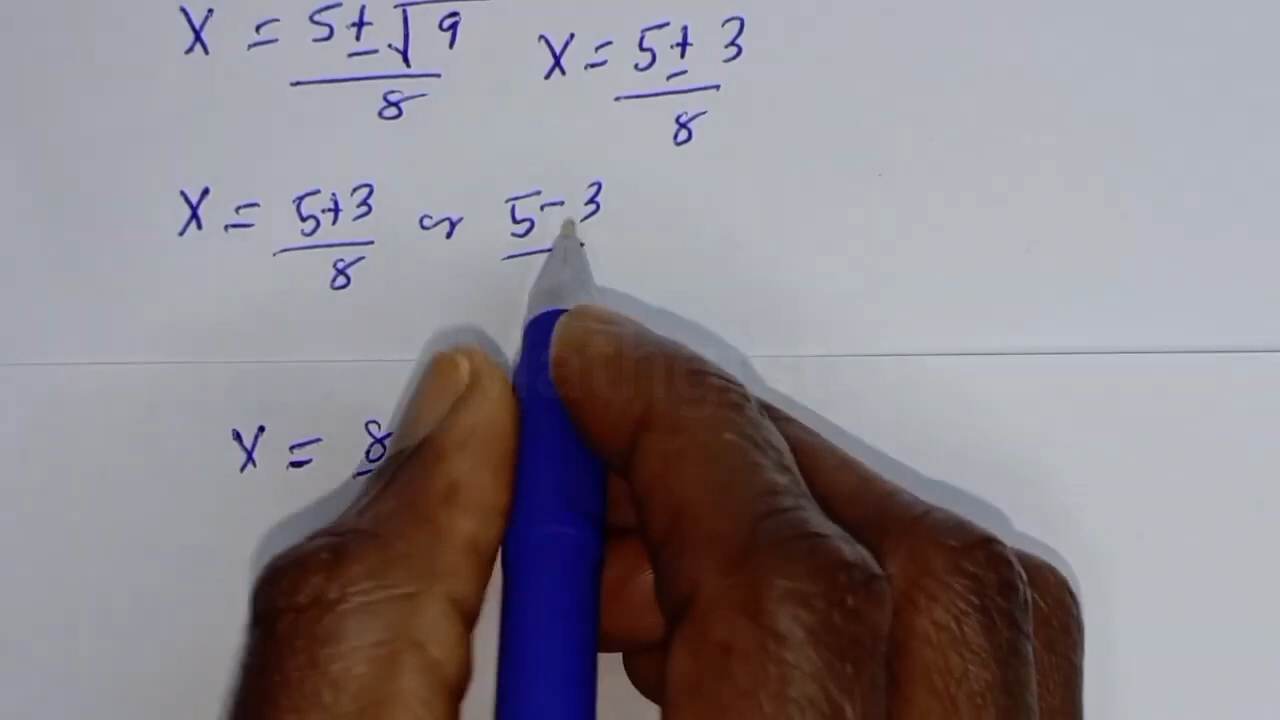 X = 5±√9/8 X = 5±3/8
X = 5+3/8 or 5-3
X = 8